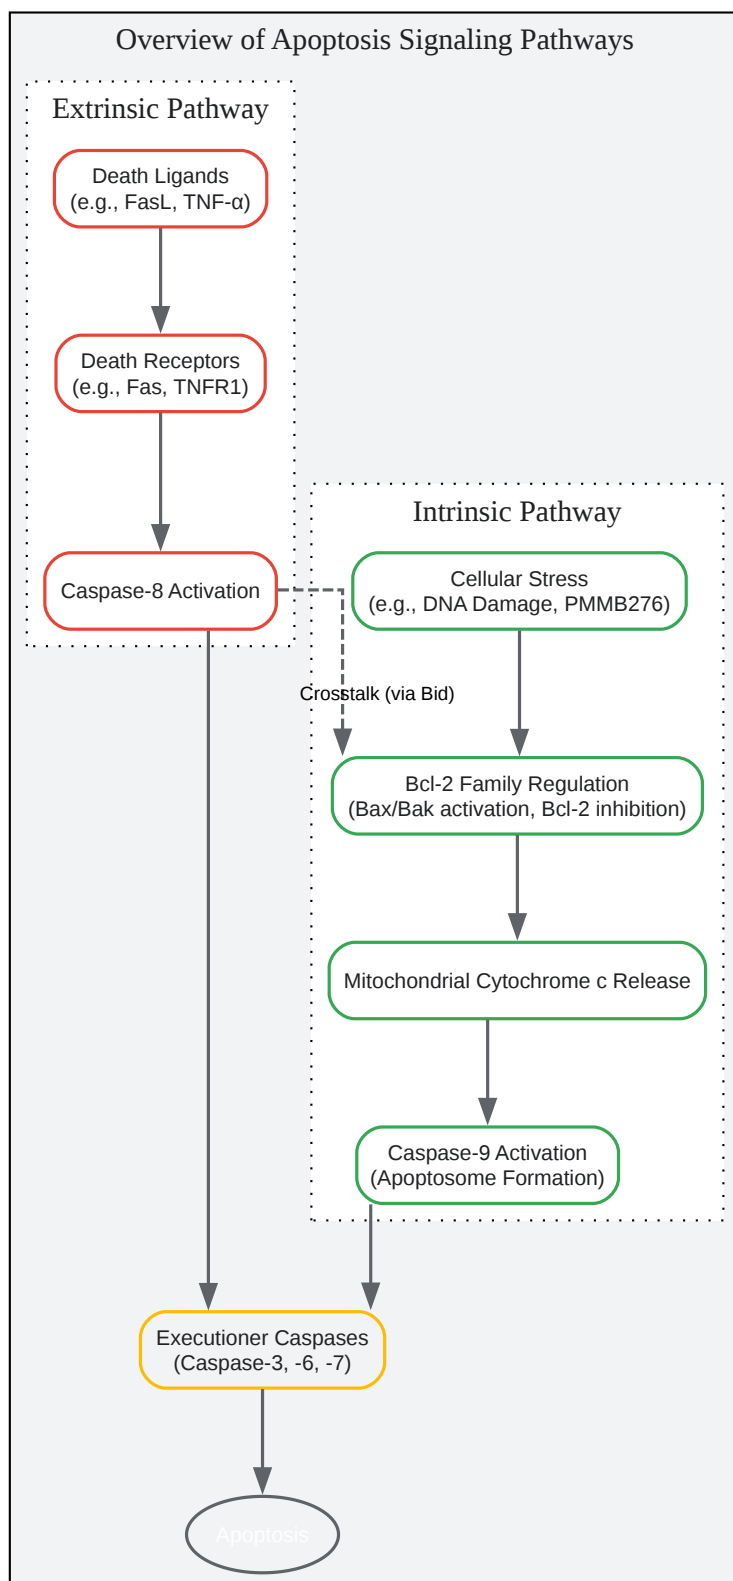 Overview of Apoptosis Signaling Pathways
Extrinsic Pathway
Death Ligands
(e.g., FasL, TNF-α)
Death Receptors
(e.g., Fas, TNFR1)
Caspase-8 Activation
Intrinsic Pathway
Cellular Stress
(e.g., DNA Damage, PMMB276)
Crosstalk (via Bid)
Bcl-2 Family Regulation
(Bax/Bak activation, Bcl-2 inhibition)
Mitochondrial Cytochrome c Release
Caspase-9 Activation
(Apoptosome Formation)
Executioner Caspases
(Caspase-3, -6, -7)
Apoptosis